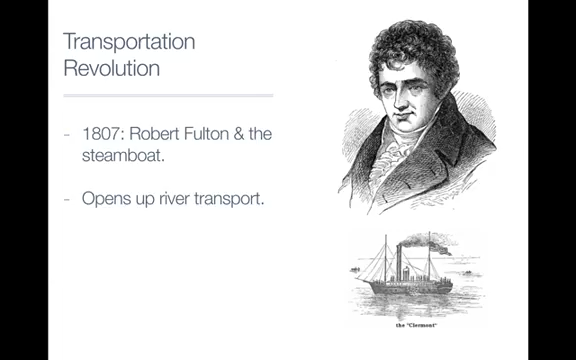 Transportation
Revolution
- 1807: Robert Fulton & the
steamboat.
- Opens up river transport.
the "Clermont"